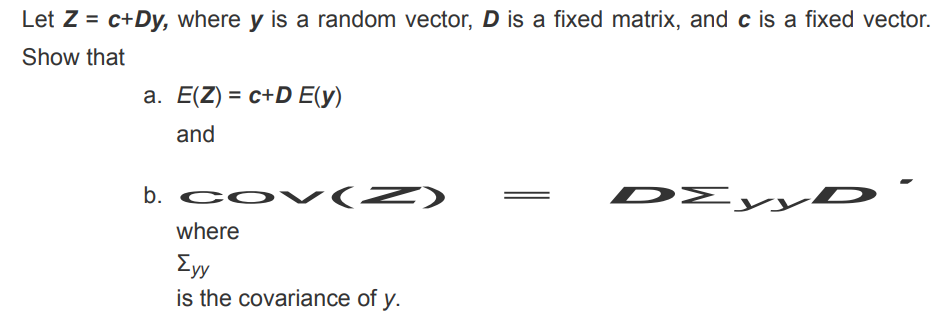 Let Z = c+Dy, where y is a random vector, D is a fixed matrix, and c is a fixed vector.
Show that
a. E(Z) = c+D E(y)
and
b. cov(Z) = DΣyyD ′
where
Σyy
is the covariance of y.